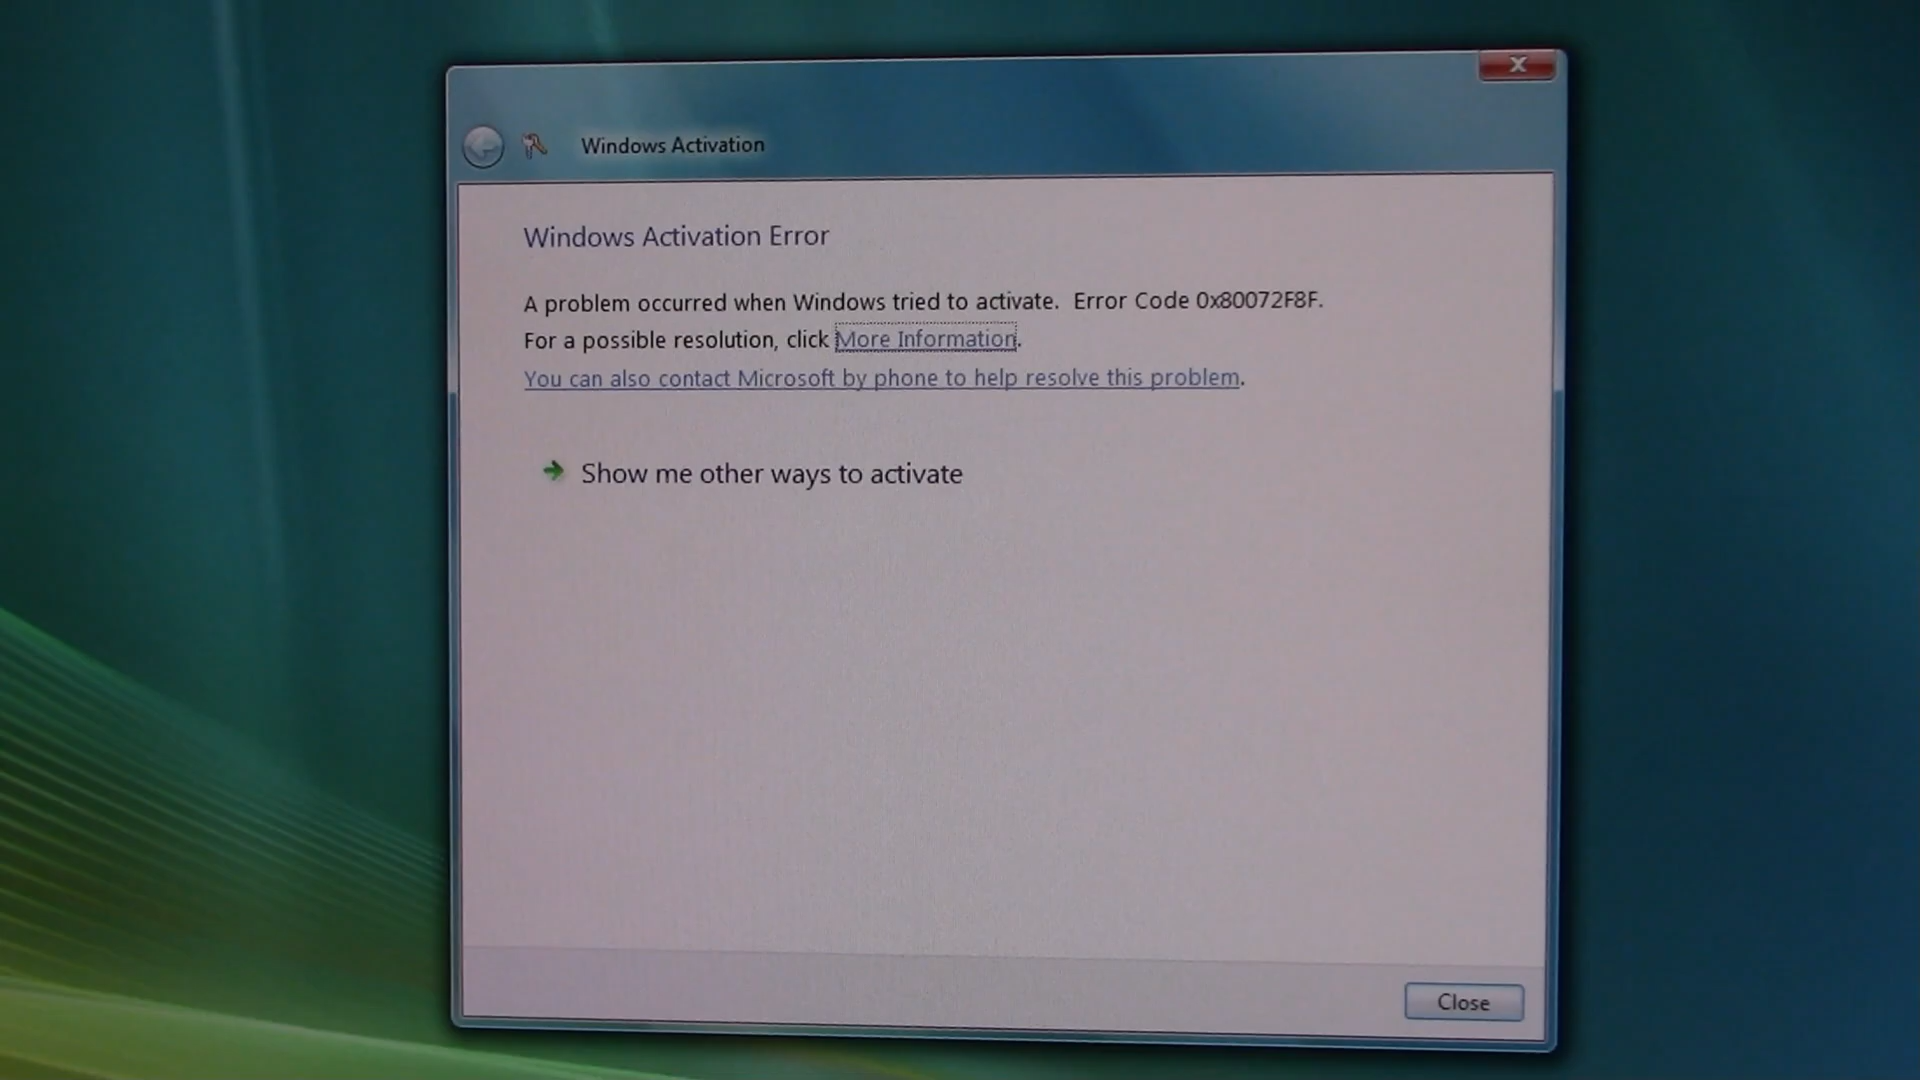 Windows Activation
Windows Activation Error
A problem occurred when Windows tried to activate. Error Code 0x80072F8F.
For a possible resolution, click More Information.
You can also contact Microsoft by phone to help resolve this problem.
Show me other ways to activate
Close